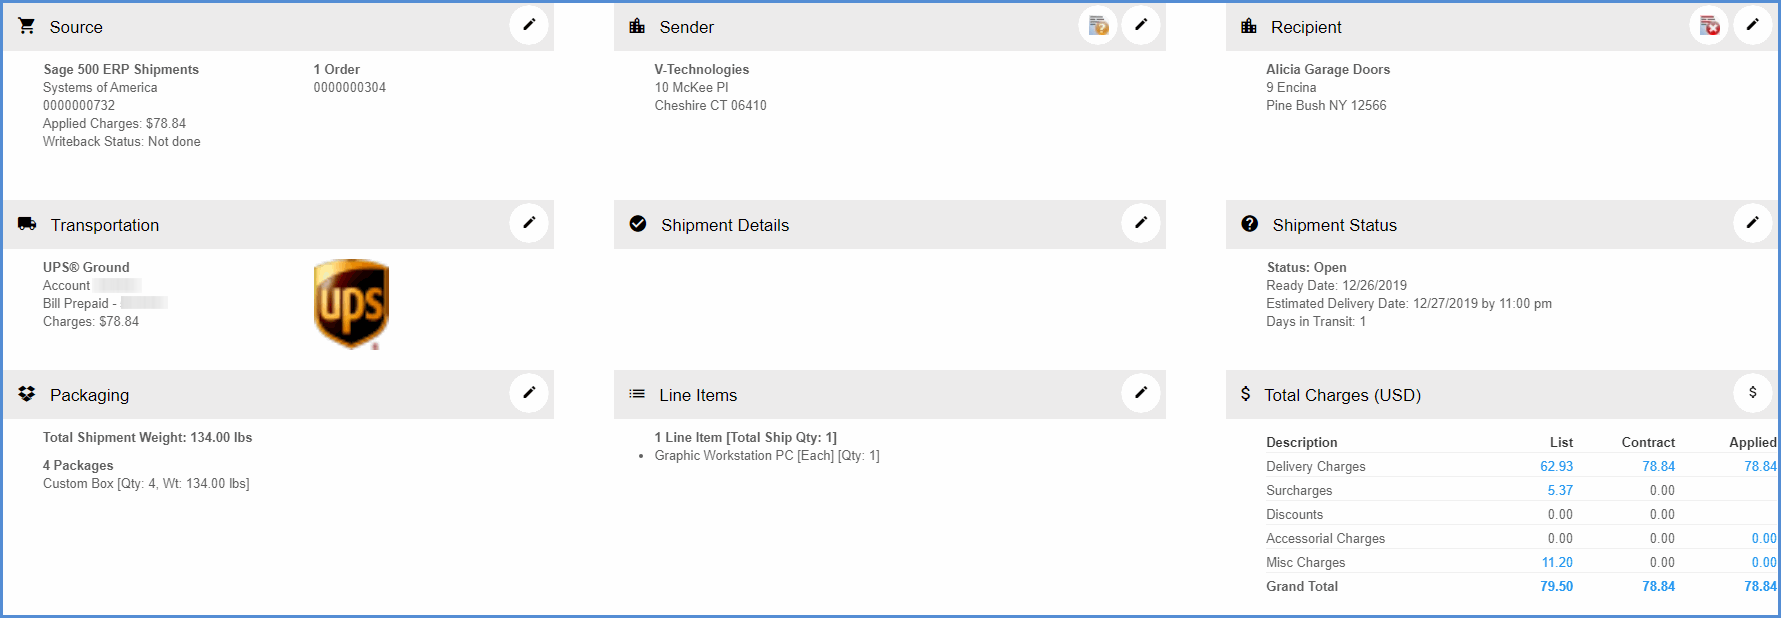 Source
Sage 500 ERP Shipments
Systems of America
0000000732
Applied Charges: $78.84
Writeback Status: Not done
1 Order
0000000304
Sender
V-Technologies
10 McKee Pl
Cheshire CT 06410
Recipient
Alicia Garage Doors
9 Encina
Pine Bush NY 12566
Transportation
UPS® Ground
Account
Bill Prepaid -
Charges: $78.84
ups
Shipment Details
Shipment Status
Status: Open
Ready Date: 12/26/2019
Estimated Delivery Date: 12/27/2019 by 11:00 pm
Days in Transit: 1
Packaging
Total Shipment Weight: 134.00 lbs
4 Packages
Custom Box [Qty: 4, Wt: 134.00 lbs]
Line Items
1 Line Item [Total Ship Qty: 1]
• Graphic Workstation PC [Each] [Qty: 1]
$ Total Charges (USD) $
Description List Contract Applied
Delivery Charges 62.93 78.84 78.84
Surcharges 5.37 0.00
Discounts 0.00 0.00
Accessorial Charges 0.00 0.00 0.00
Misc Charges 11.20 0.00 0.00
Grand Total 79.50 78.84 78.84